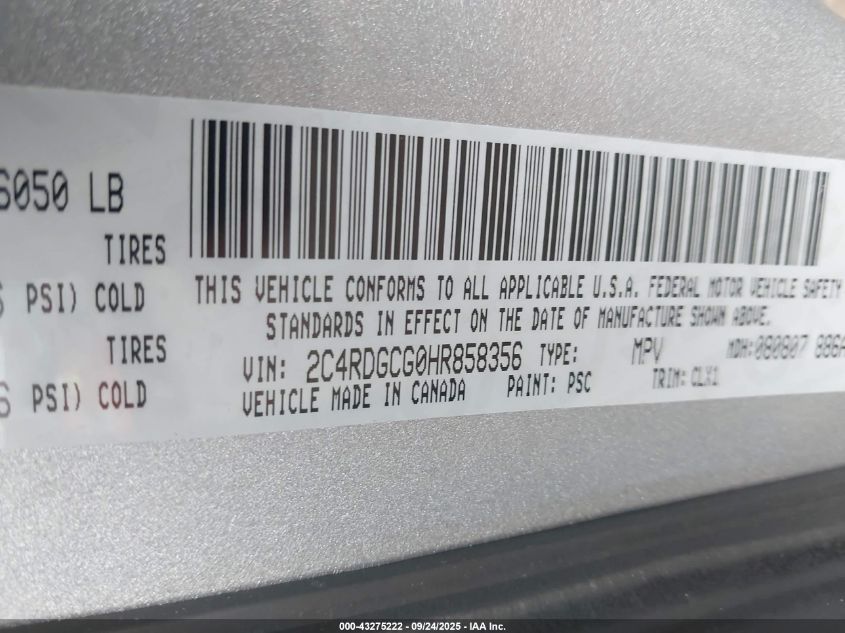 6050 LB
TIRES
PSI) COLD
TIRES
PSI) COLD
THIS VEHICLE CONFORMS TO ALL APPLICABLE U.S.A. FEDERAL MOTOR VEHICLE SAFETY
STANDARDS IN EFFECT ON THE DATE OF MANUFACTURE SHOWN ABOVE.
VIN: 2C4RDGCG0HR858356 TYPE: MPV MDH: 080807
VEHICLE MADE IN CANADA PAINT: PSC TRIM: CLX1
000-43275222 - 09/24/2025 - IAA Inc.